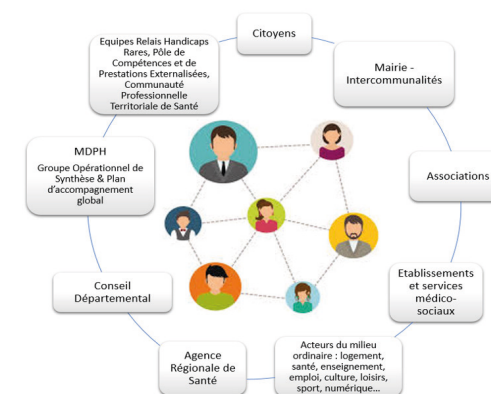 Citoyens
Mairie -
Intercommunalités
Associations
Etablissements
et services
médico-
sociaux
Acteurs du milieu
ordinaire : logement,
santé, enseignement,
emploi, culture, loisirs,
sport, numérique...
Agence
Régionale de
Santé
Conseil
Départemental
MDPH
Groupe Opérationnel de
Synthèse & Plan
d'accompagnement
global
Equipes Relais Handicaps
Rares, Pôle de
Compétences et de
Prestations Externalisées,
Communauté
Professionnelle
Territoriale de Santé